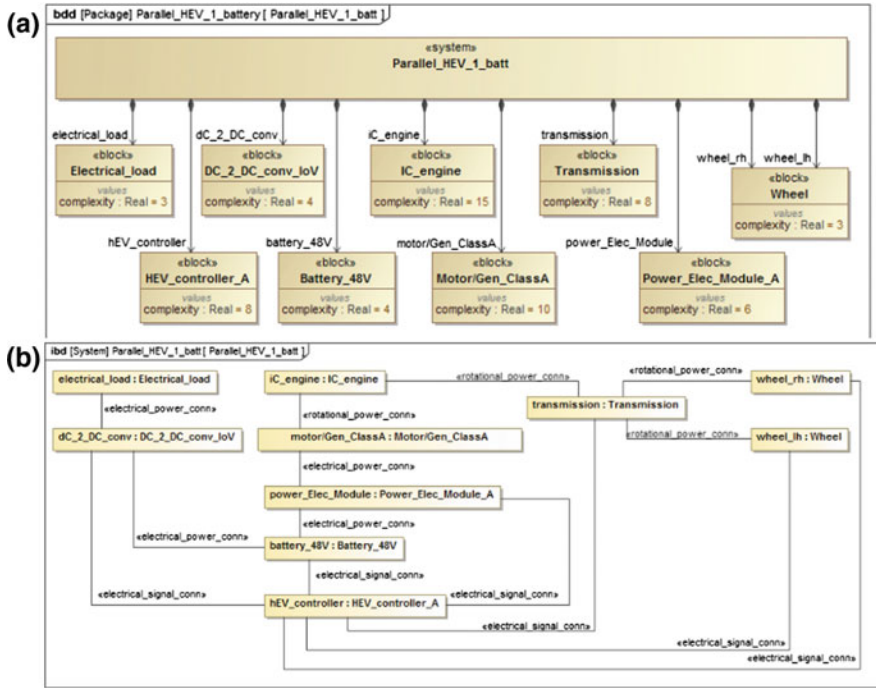 (a)
bdd [Package] Parallel_HEV_1_battery [ Parallel_HEV_1_batt ]
«system»
Parallel_HEV_1_batt
electrical_load
dC_2_DC_conv
iC_engine
transmission
wheel_rh
wheel_lh
«block»
Electrical_load
values
complexity : Real = 3
«block»
DC_2_DC_conv_loV
values
complexity : Real = 4
«block»
IC_engine
values
complexity : Real = 15
«block»
Transmission
values
complexity : Real = 8
«block»
Wheel
values
complexity : Real = 3
hEV_controller
battery_48V
motor/Gen_ClassA
power_Elec_Module
«block»
HEV_controller_A
values
complexity : Real = 8
«block»
Battery_48V
values
complexity : Real = 4
«block»
Motor/Gen_ClassA
values
complexity : Real = 10
«block»
Power_Elec_Module_A
values
complexity : Real = 6
(b)
ibd [System] Parallel_HEV_1_batt [ Parallel_HEV_1_batt ]
electrical_load : Electrical_load
iC_engine : IC_engine
«rotational_power_conn»
«rotational_power_conn»
wheel_rh : Wheel
transmission : Transmission
«electrical_power_conn»
«rotational_power_conn»
dC_2_DC_conv : DC_2_DC_conv_loV
motor/Gen_ClassA : Motor/Gen_ClassA
«rotational_power_conn»
wheel_lh : Wheel
«electrical_power_conn»
power_Elec_Module : Power_Elec_Module_A
«electrical_power_conn»
«electrical_power_conn»
battery_48V : Battery_48V
«electrical_signal_conn»
«electrical_signal_conn»
«electrical_signal_conn»
hEV_controller : HEV_controller_A
«electrical_signal_conn»
«electrical_signal_conn»
«electrical_signal_conn»